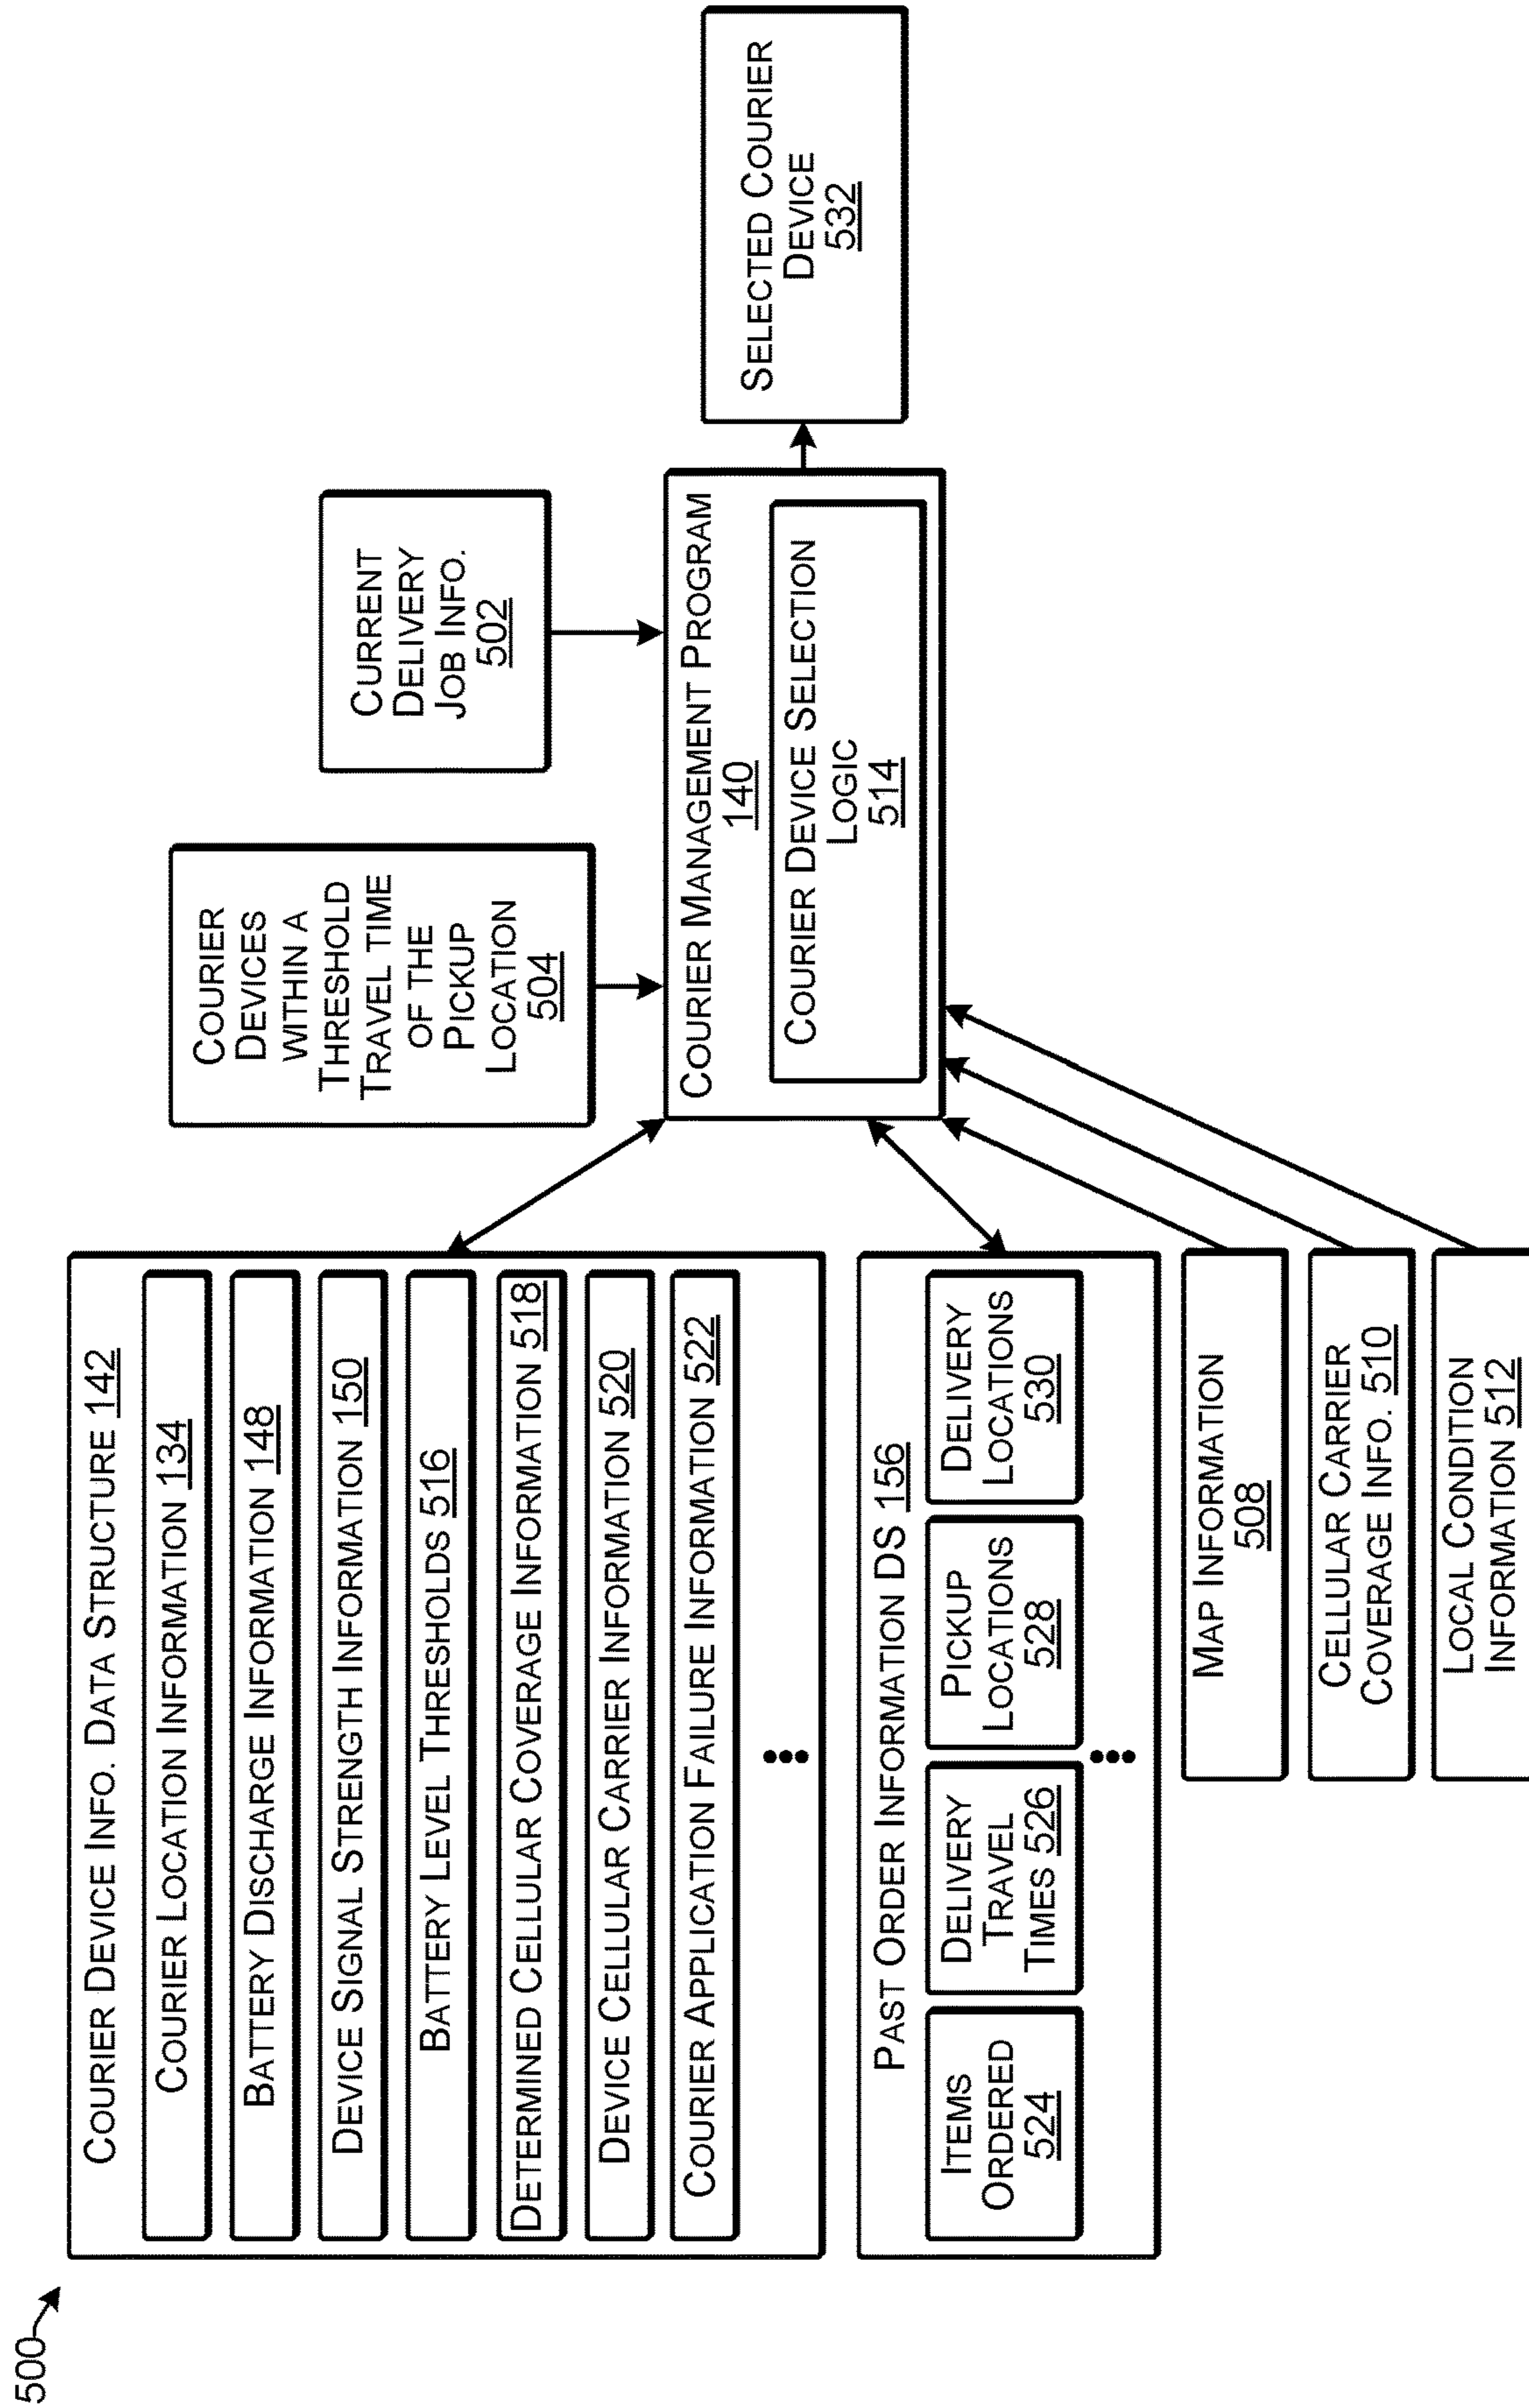 500
COURIER DEVICE INFO. DATA STRUCTURE 142
COURIER LOCATION INFORMATION 134
BATTERY DISCHARGE INFORMATION 148
DEVICE SIGNAL STRENGTH INFORMATION 150
BATTERY LEVEL THRESHOLDS 516
DETERMINED CELLULAR COVERAGE INFORMATION 518
DEVICE CELLULAR CARRIER INFORMATION 520
COURIER APPLICATION FAILURE INFORMATION 522
PAST ORDER INFORMATION DS 156
ITEMS
ORDERED
524
DELIVERY
TRAVEL
TIMES 526
PICKUP
LOCATIONS
528
DELIVERY
LOCATIONS
530
MAP INFORMATION
508
CELLULAR CARRIER
COVERAGE INFO. 510
LOCAL CONDITION
INFORMATION 512
COURIER
DEVICES
WITHIN A
THRESHOLD
TRAVEL TIME
OF THE
PICKUP
LOCATION
504
CURRENT
DELIVERY
JOB INFO.
502
COURIER MANAGEMENT PROGRAM
140
COURIER DEVICE SELECTION
LOGIC
514
SELECTED COURIER
DEVICE
532